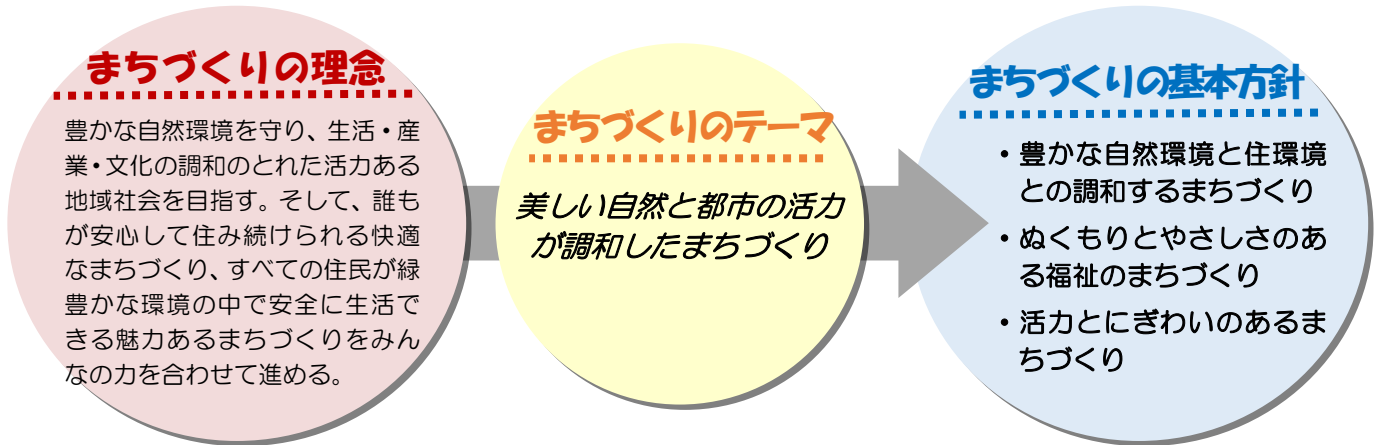 まちづくりの理念
豊かな自然環境を守り、生活・産
業・文化の調和のとれた活力ある
地域社会を目指す。そして、誰も
が安心して住み続けられる快適
なまちづくり、すべての住民が緑
豊かな環境の中で安全に生活で
きる魅力あるまちづくりをみん
なの力を合わせて進める。
まちづくりのテーマ
美しい自然と都市の活力
が調和したまちづくり
まちづくりの基本方針
・豊かな自然環境と住環境
との調和するまちづくり
・ぬくもりとやさしさのあ
る福祉のまちづくり
・活力とにぎわいのあるま
ちづくり